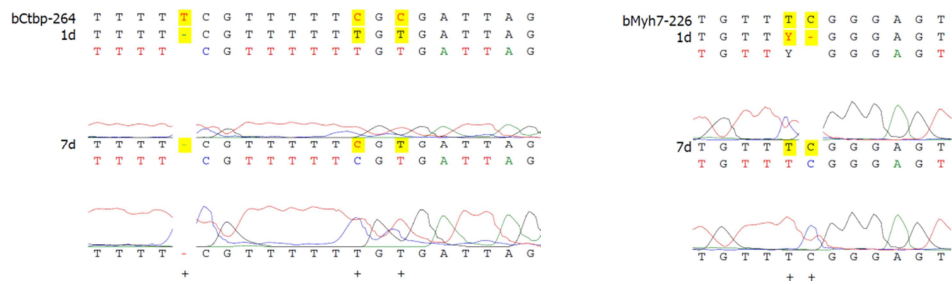 bCtbp-264 T T T T T C G T T T T T C G C G A T T A G
1d T T T T - C G T T T T T T G T G A T T A G
T T T T C G T T T T T T G T G A T T A G
7d T T T T - C G T T T T T C G T G A T T A G
T T T T C G T T T T T C G T G A T T A G
T T T T - C G T T T T T T G T G A T T A G
+ + +
bMyh7-226 T G T T T C G G G A G T
1d T G T T Y - G G G A G T
T G T T Y G G G A G T
7d T G T T T C G G G A G T
T G T T T C G G G A G T
T G T T T C G G G A G T
+ +